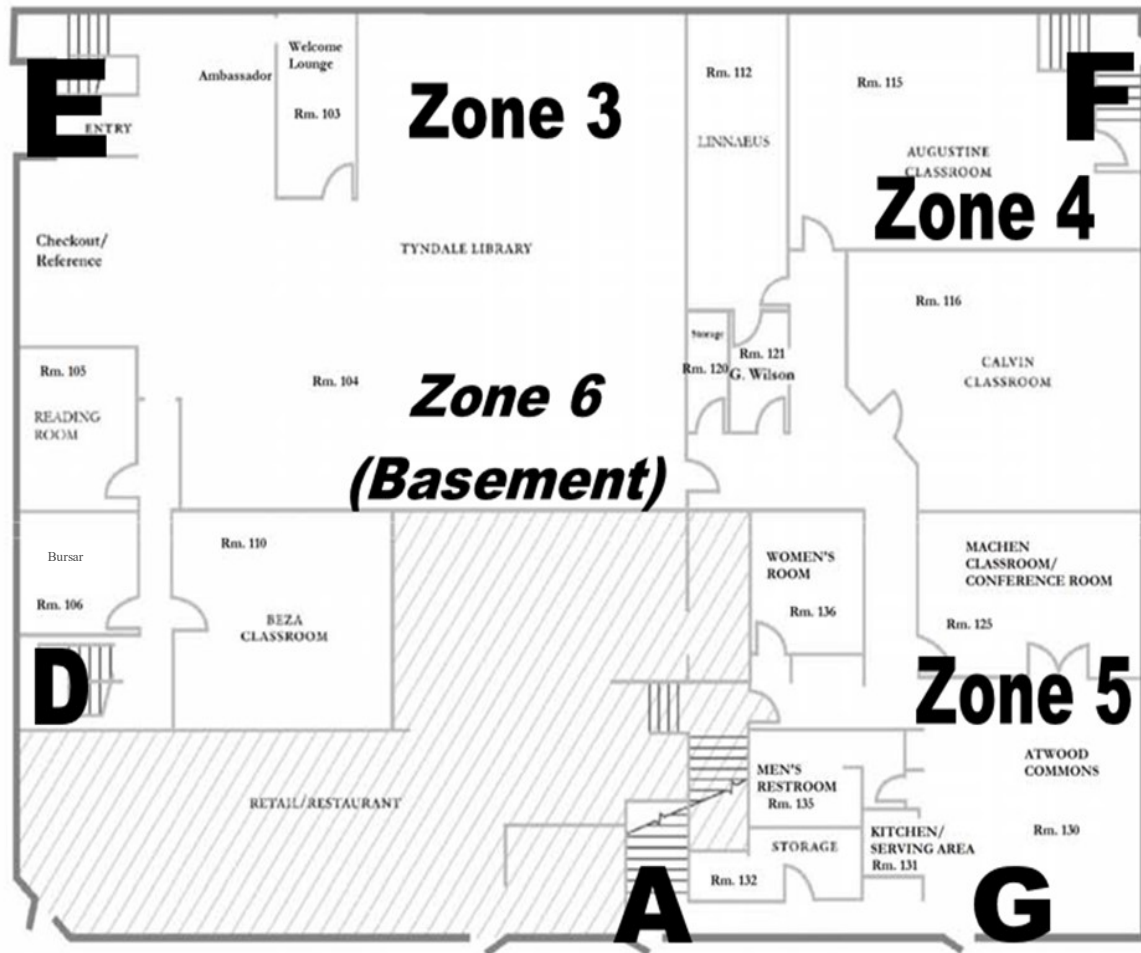 Welcome
Lounge
Ambassador
Rm. 103
Zone 3
Rm. 112
LINNAEUS
Rm. 115
AUGUSTINE
CLASSROOM
Zone 4
F
E
ENTRY
Checkout/
Reference
TYNDALE LIBRARY
Rm. 116
CALVIN
CLASSROOM
Storage
Rm. 120
Rm. 121
G. Wilson
Rm. 105
READING
ROOM
Rm. 104
Zone 6
(Basement)
Bursar
Rm. 106
Rm. 110
BEZA
CLASSROOM
WOMEN'S
ROOM
Rm. 136
MACHEN
CLASSROOM/
CONFERENCE ROOM
Rm. 125
D
Zone 5
ATWOOD
COMMONS
Rm. 130
RETAIL/RESTAURANT
MEN'S
RESTROOM
Rm. 135
STORAGE
Rm. 132
KITCHEN/
SERVING AREA
Rm. 131
A
G